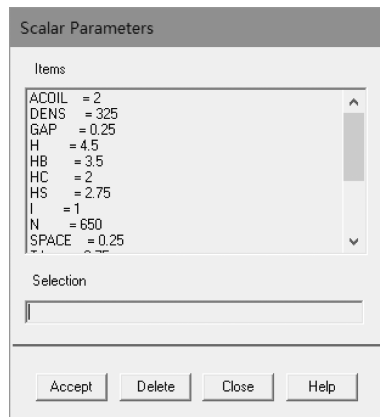 Scalar Parameters
Items
ACOIL = 2
DENS = 325
GAP = 0.25
H = 4.5
HB = 3.5
HC = 2
HS = 2.75
I = 1
N = 650
SPACE = 0.25
Selection
Accept Delete Close Help